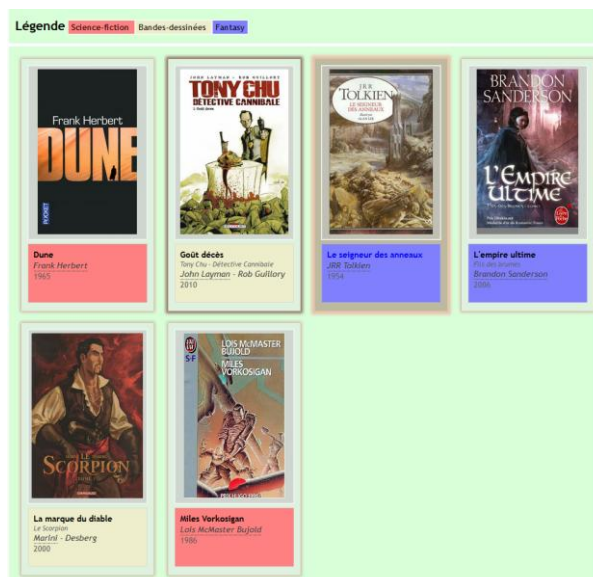 Légende Science-fiction Bandes-dessinées Fantasy
Frank Herbert
DUNE
POCKET
JOHN LAYMAN · ROB GUILLORY
TONY CHU
DÉTECTIVE CANNIBALE
J.R.R.
TOLKIEN
LE SEIGNEUR
DES ANNEAUX
BRANDON
SANDERSON
L'EMPIRE
ULTIME
Dune
Frank Herbert
1965
Goût décès
Tony Chu - Détective Cannibale
John Layman - Rob Guillory
2010
Le seigneur des anneaux
JRR Tolkien
1954
L'empire ultime
Fils des brumes
Brandon Sanderson
2006
LE
SCORPION
J'AI
LU
S-F
LOIS McMASTER
BUJOLD
MILES
VORKOSIGAN
PRIX HUGO 1990
La marque du diable
Le Scorpion
Marini - Desberg
2000
Miles Vorkosigan
Loïs McMaster Bujold
1986